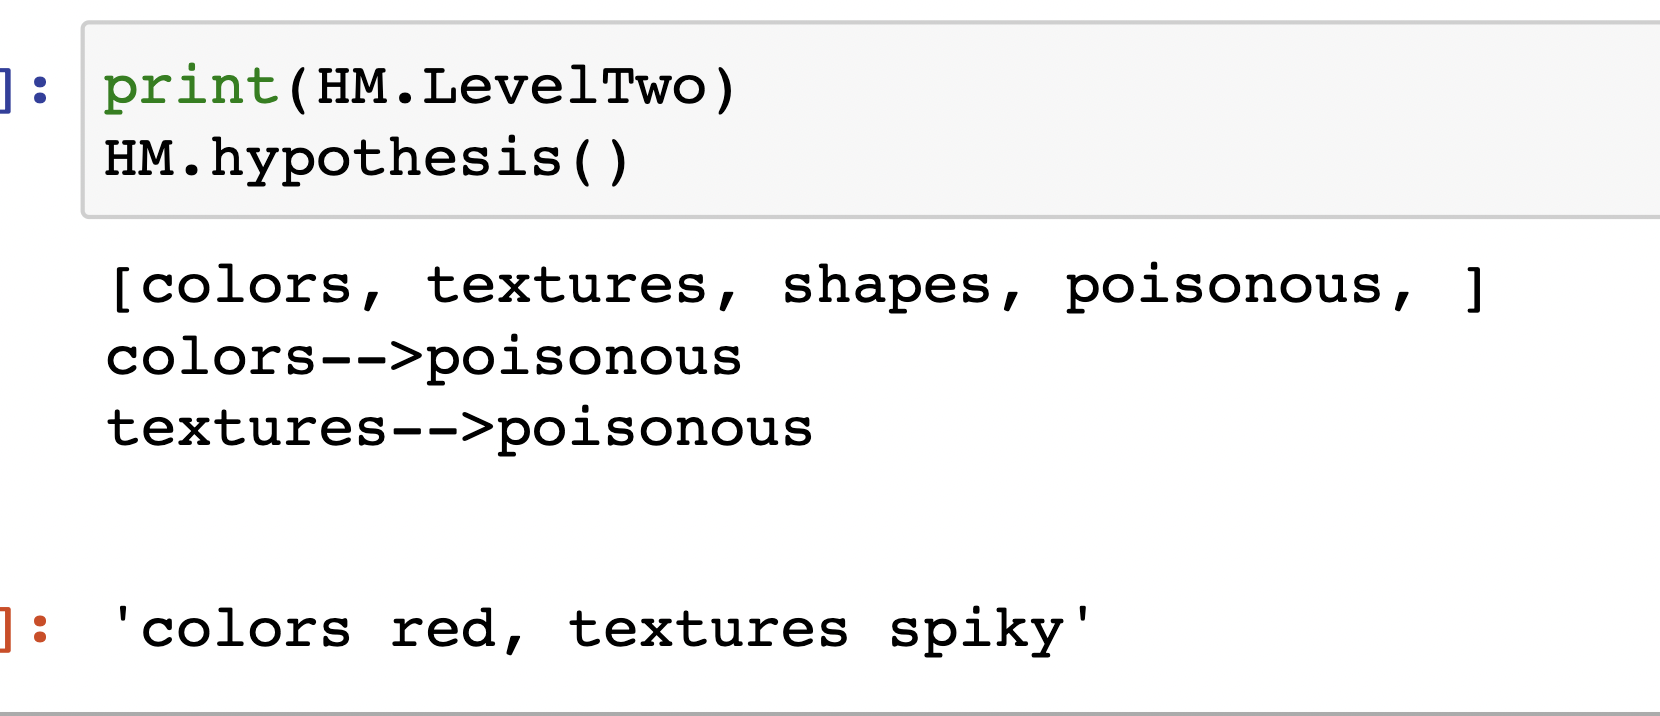 ]: print(HM.LevelTwo)
HM.hypothesis()
[colors, textures, shapes, poisonous, ]
colors-->poisonous
textures-->poisonous
]: 'colors red, textures spiky'